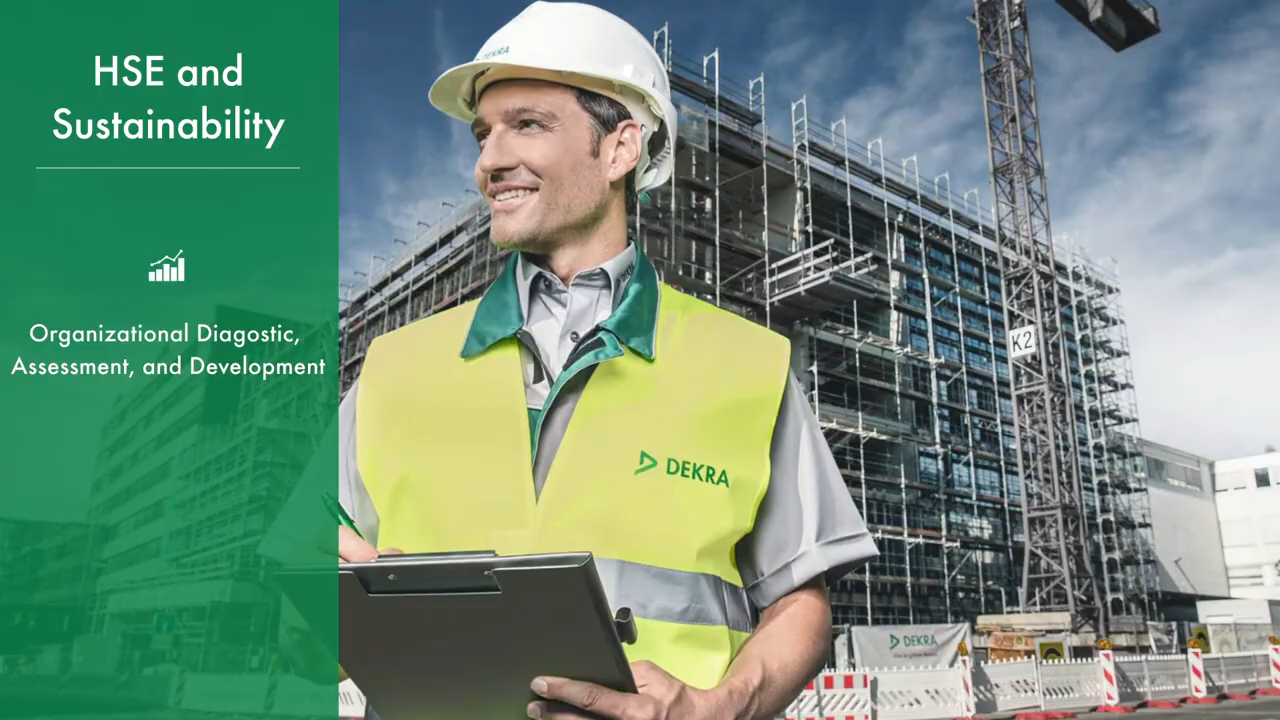 HSE and
Sustainability
Organizational Diagostic,
Assessment, and Development
DEKRA
DEKRA
K2
DEKRA